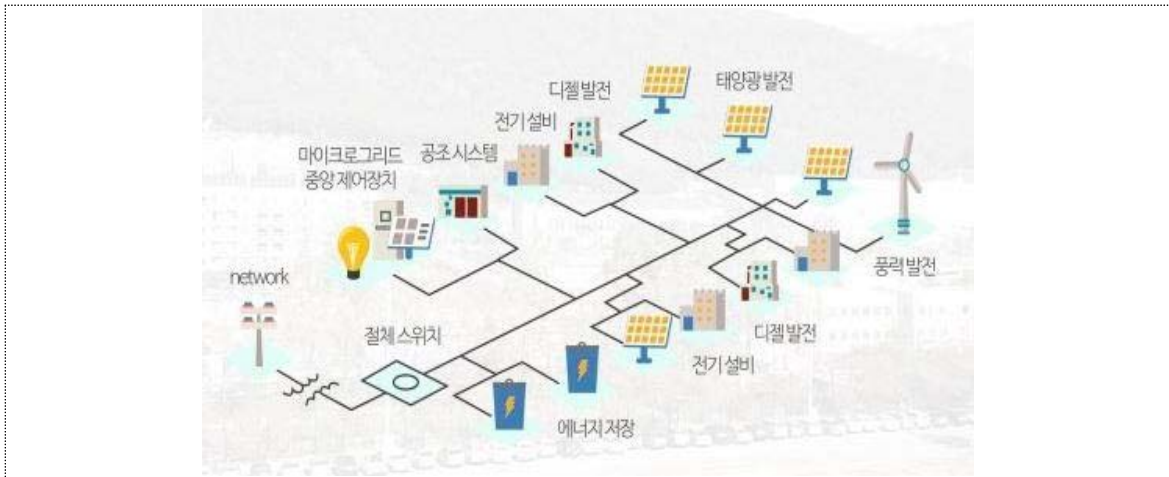 디젤 발전
태양광 발전
전기 설비
마이크로그리드
중앙 제어장치
공조 시스템
network
풍력 발전
절체 스위치
디젤 발전
전기 설비
에너지 저장